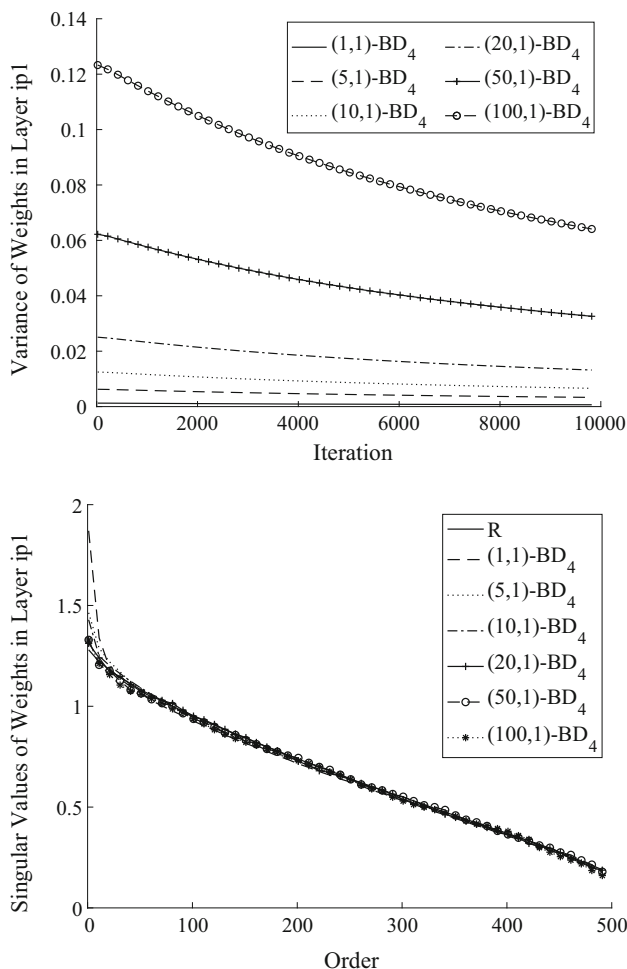 0.14
0.12
0.1
0.08
0.06
0.04
0.02
0
Variance of Weights in Layer ip1
(1,1)-BD4
(5,1)-BD4
(10,1)-BD4
(20,1)-BD4
(50,1)-BD4
(100,1)-BD4
0 2000 4000 6000 8000 10000
Iteration
2
1.5
1
0.5
0
Singular Values of Weights in Layer ip1
R
(1,1)-BD4
(5,1)-BD4
(10,1)-BD4
(20,1)-BD4
(50,1)-BD4
(100,1)-BD4
0 100 200 300 400 500
Order